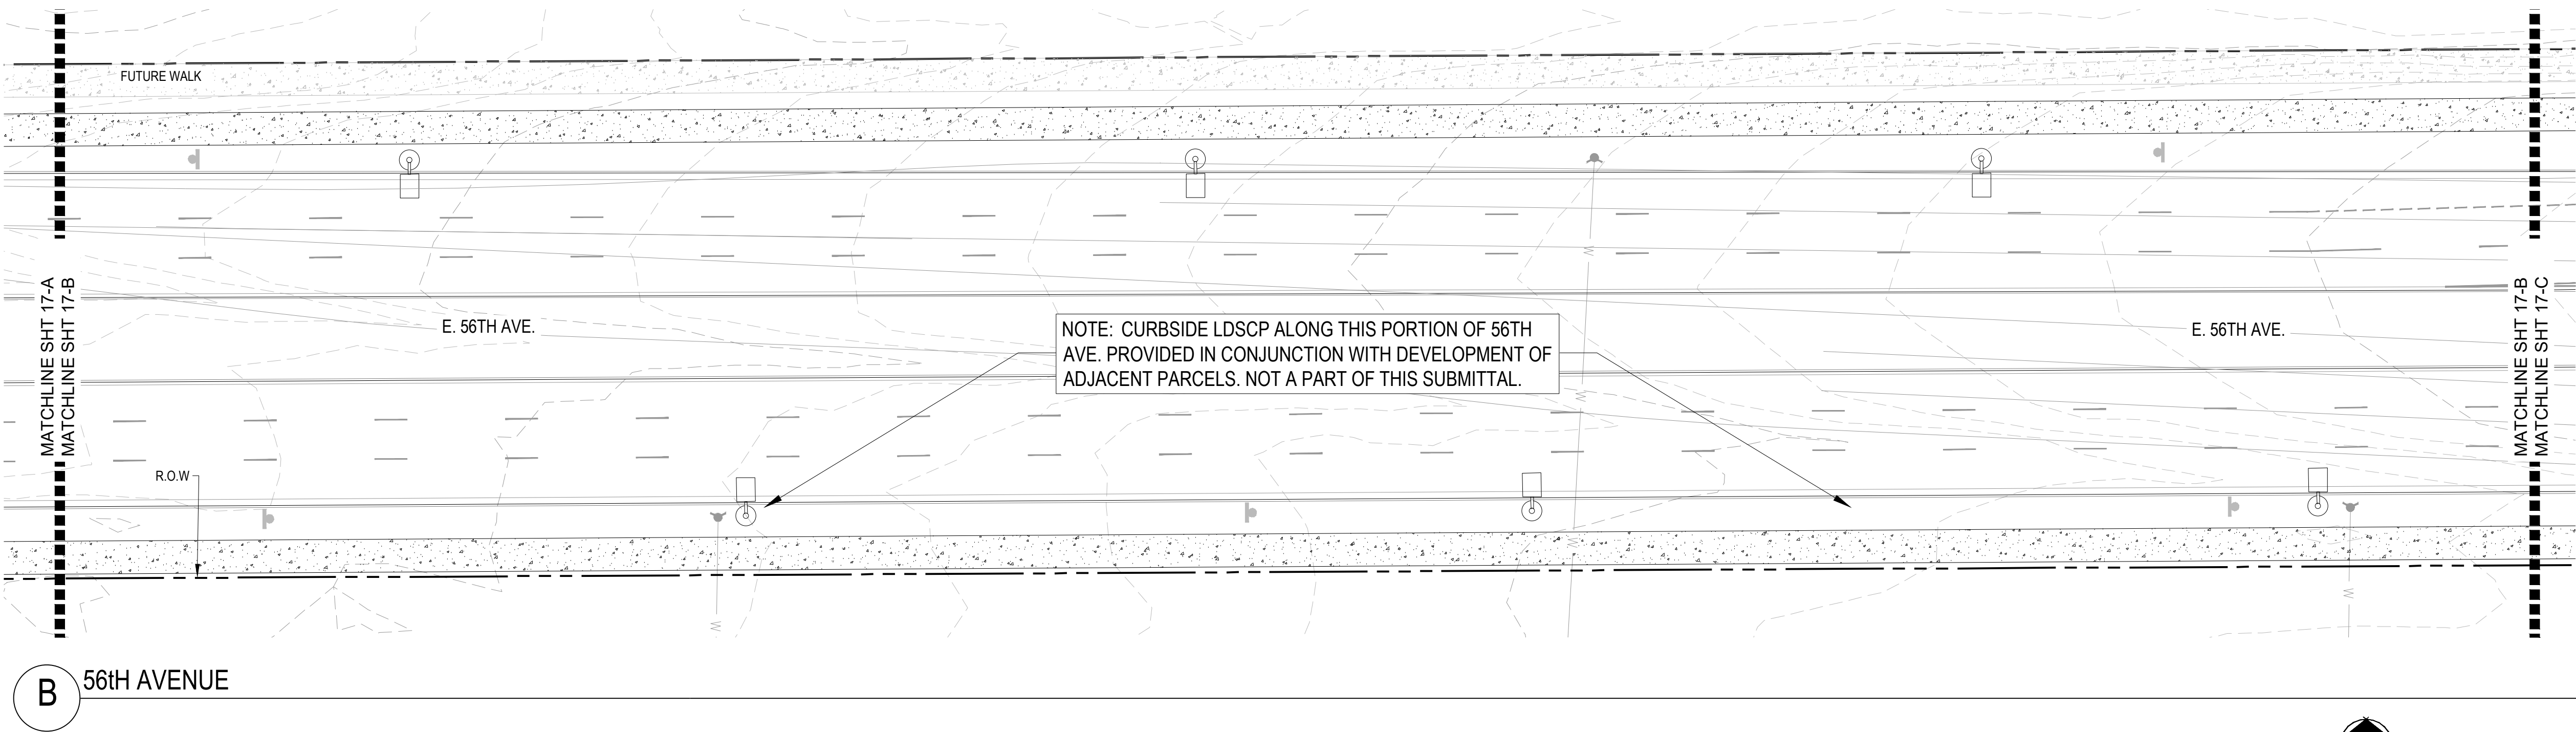 FUTURE WALK
MATCHLINE SHT 17-A
MATCHLINE SHT 17-B
E. 56TH AVE.
NOTE: CURBSIDE LDSCP ALONG THIS PORTION OF 56TH
AVE. PROVIDED IN CONJUNCTION WITH DEVELOPMENT OF
ADJACENT PARCELS. NOT A PART OF THIS SUBMITTAL.
E. 56TH AVE.
MATCHLINE SHT 17-B
MATCHLINE SHT 17-C
R.O.W
B
56tH AVENUE